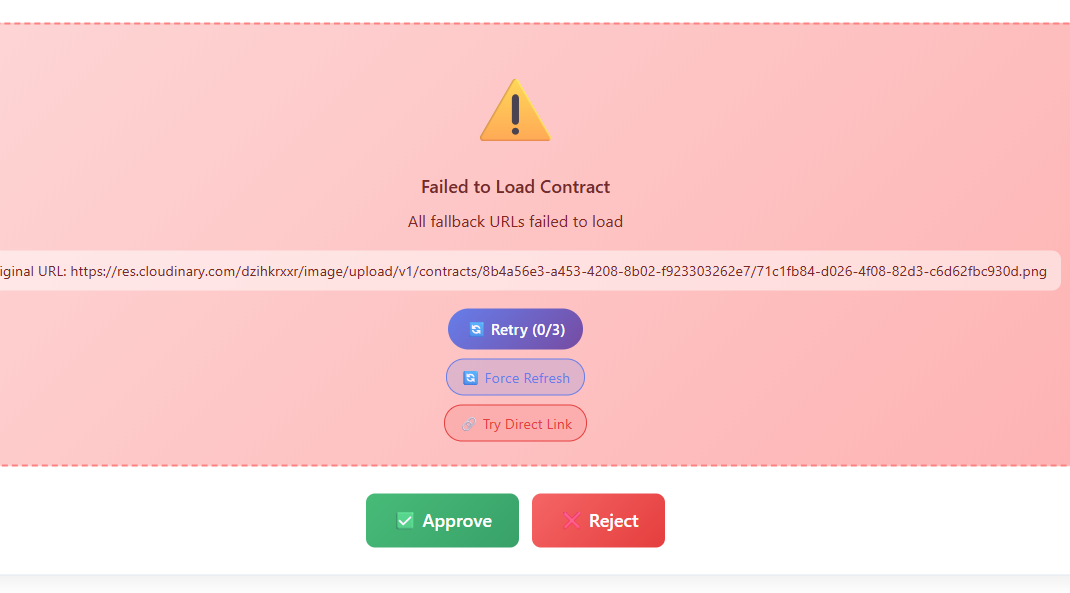 Failed to Load Contract
All fallback URLs failed to load
iginal URL: https://res.cloudinary.com/dzihkrxxr/image/upload/v1/contracts/8b4a56e3-a453-4208-8b02-f923303262e7/71c1fb84-d026-4f08-82d3-c6d62fbc930d.png
Retry (0/3)
Force Refresh
Try Direct Link
Approve
Reject